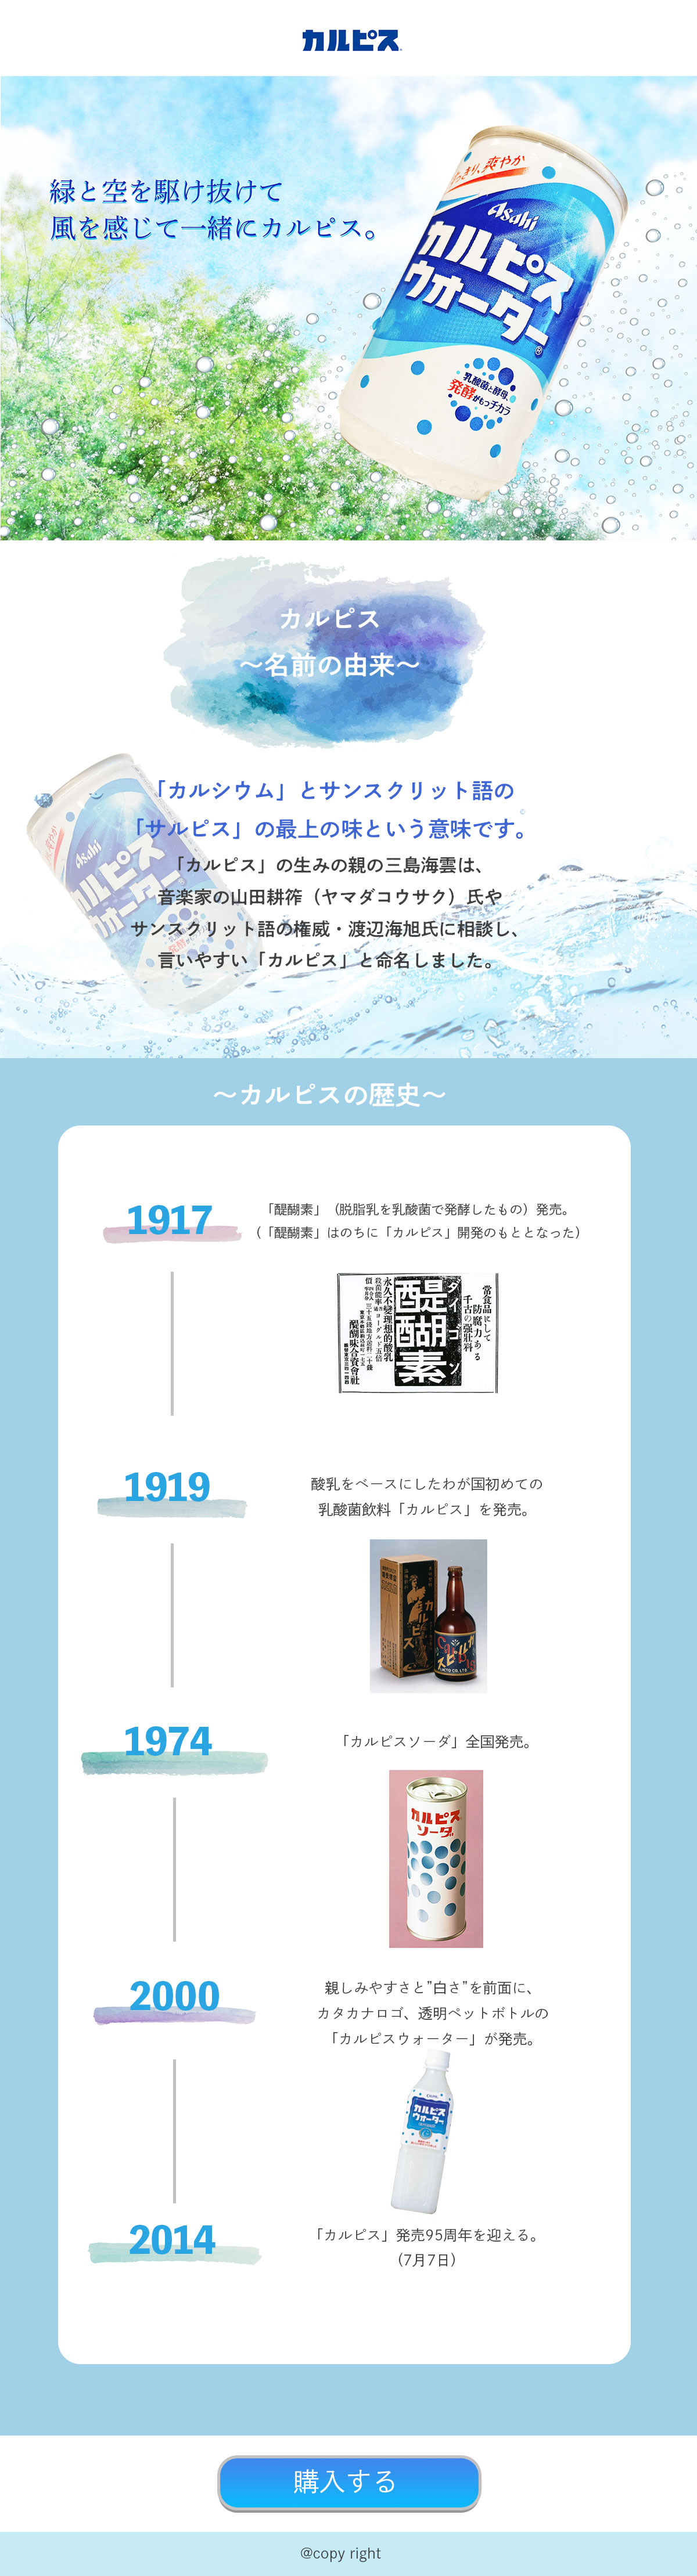 カルピス
緑と空を駆け抜けて
風を感じて一緒にカルピス。
爽やか
Asahi
カルピス
ウォーター
乳酸菌と酵母、
発酵がもつチカラ
カルピス
〜名前の由来〜
「カルシウム」とサンスクリット語の
「サルピス」の最上の味という意味です。
「カルピス」の生みの親の三島海雲は、
音楽家の山田耕筰（ヤマダコウサク）氏や
サンスクリット語の権威・渡辺海旭氏に相談し、
言いやすい「カルピス」と命名しました。
Asahi
カルピス
ウォーター
〜カルピスの歴史〜
1917
「醍醐素」（脱脂乳を乳酸菌で発酵したもの）発売。
（「醍醐素」はのちに「カルピス」開発のもととなった）
常食品にして
防腐力ある
千古の强壯料
ダイゴソ
醍醐素
永久不變理想的酸乳
醍醐味合資會社
1919
酸乳をベースにしたわが国初めての
乳酸菌飲料「カルピス」を発売。
カルピス
1974
「カルピスソーダ」全国発売。
カルピス
ソーダ
2000
親しみやすさと”白さ”を前面に、
カタカナロゴ、透明ペットボトルの
「カルピスウォーター」が発売。
カルピス
ウォーター
2014
「カルピス」発売95周年を迎える。
（7月7日）
購入する
@copy right